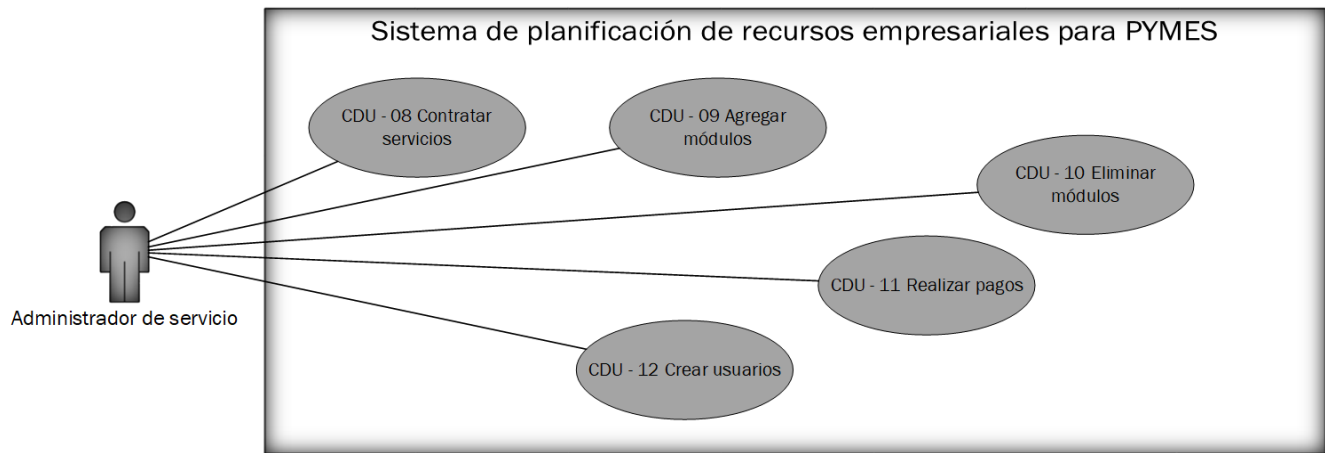 Sistema de planificación de recursos empresariales para PYMES
CDU - 08 Contratar
servicios
CDU - 09 Agregar
módulos
CDU - 10 Eliminar
módulos
CDU - 11 Realizar pagos
Administrador de servicio
CDU - 12 Crear usuarios